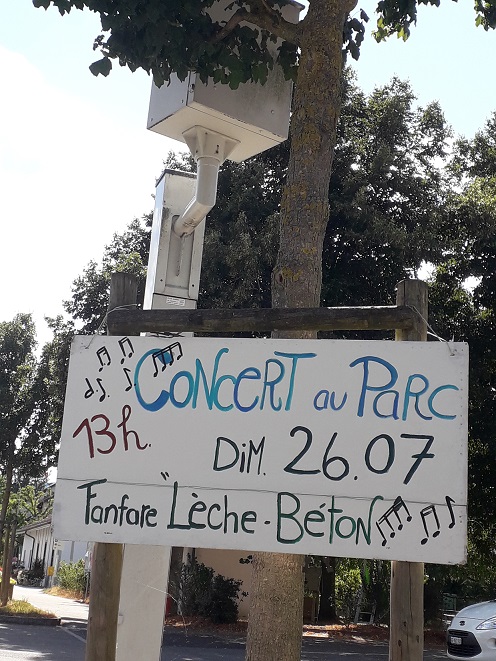 CONCERT au PARC
13h.
DiM. 26.07
Fanfare "Lèche-BétoN